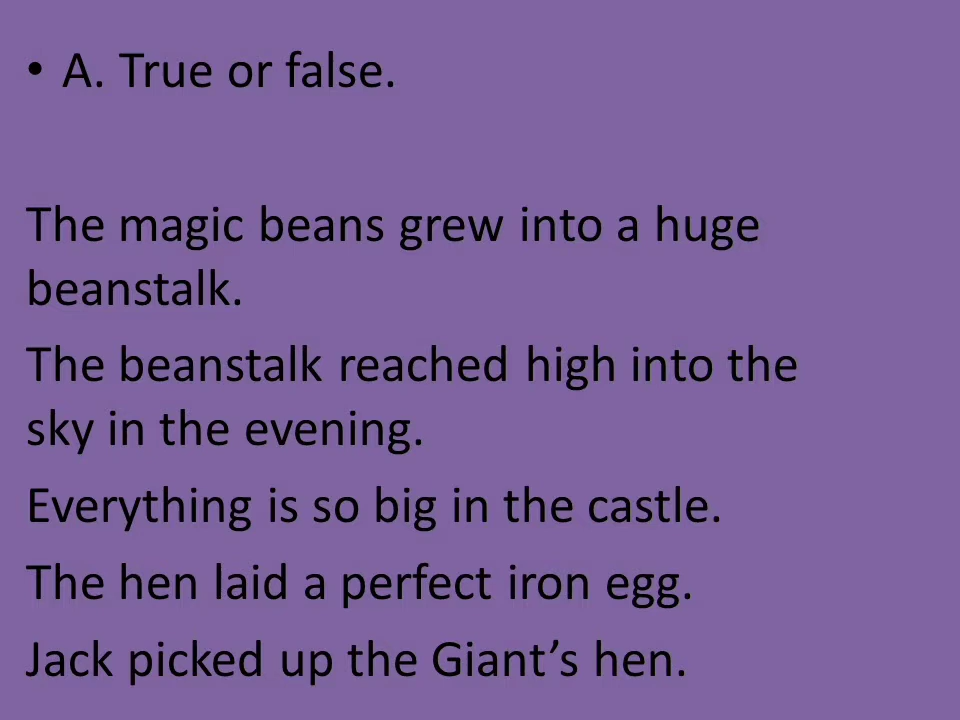 • A. True or false.
The magic beans grew into a huge
beanstalk.
The beanstalk reached high into the
sky in the evening.
Everything is so big in the castle.
The hen laid a perfect iron egg.
Jack picked up the Giant’s hen.